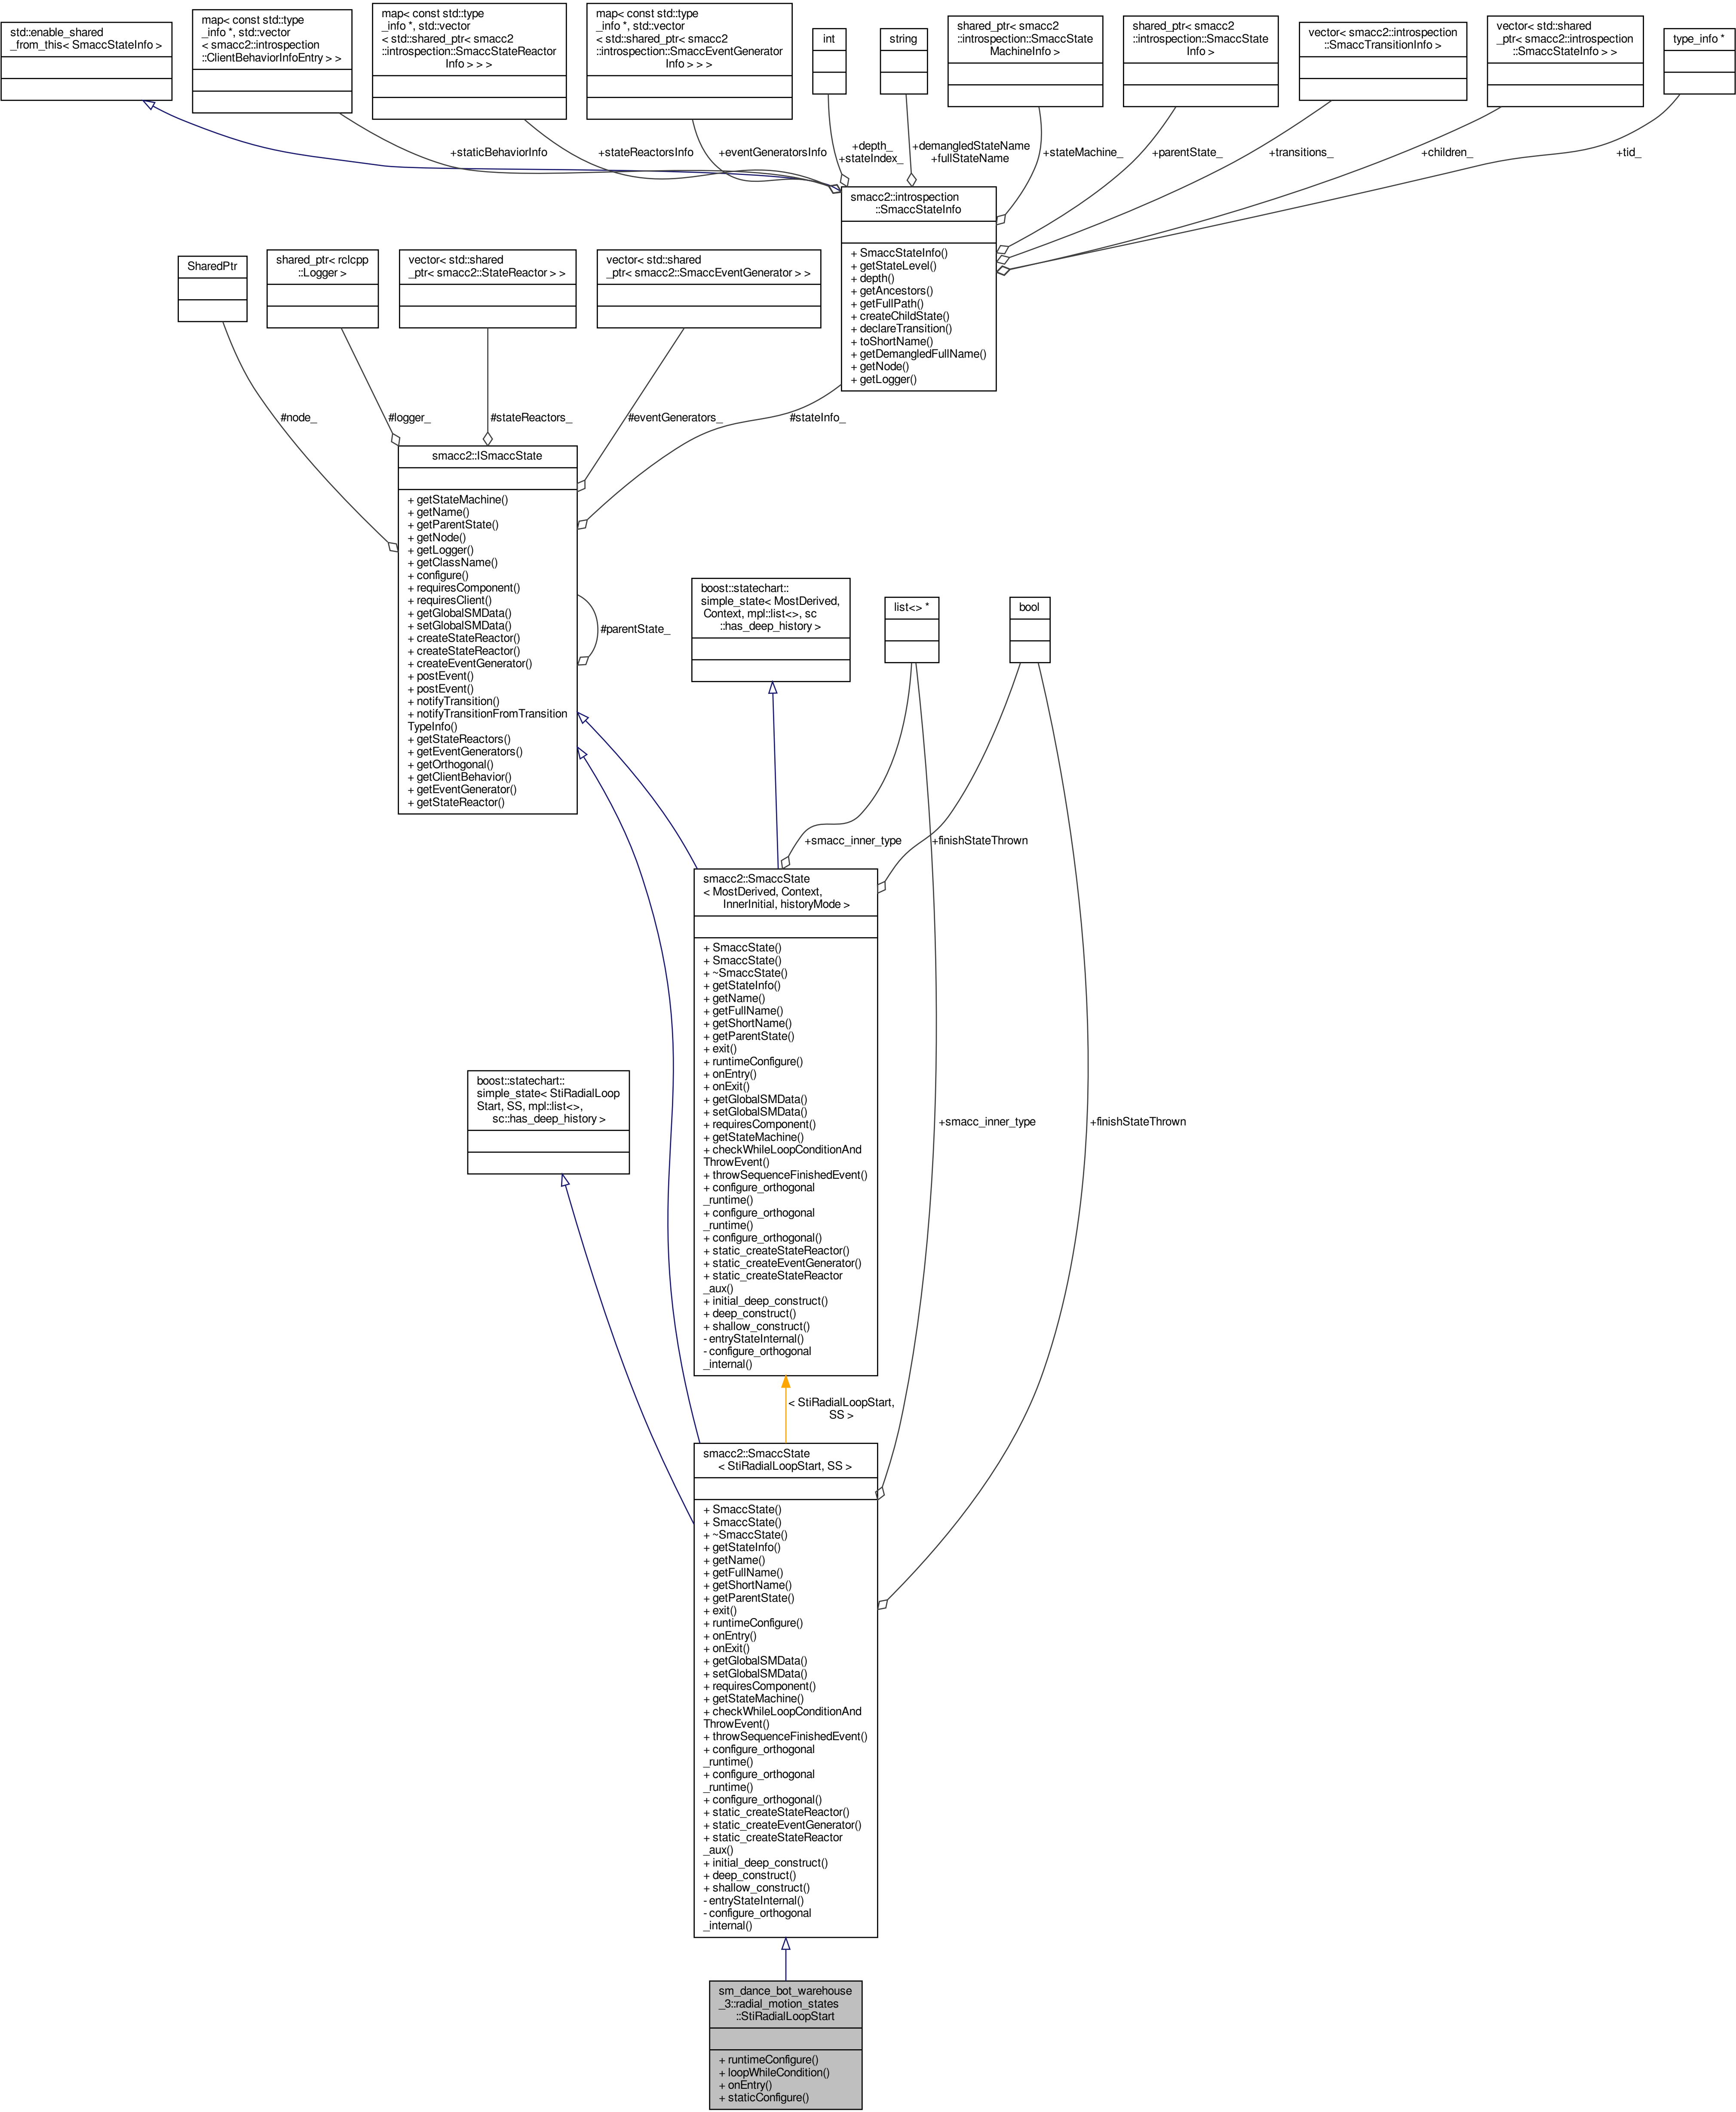 std::enable_shared
_from_this< SmaccStateInfo >
map< const std::type
_info *, std::vector
< smacc2::introspection
::ClientBehaviorInfoEntry > >
map< const std::type
_info *, std::vector
< std::shared_ptr< smacc2
::introspection::SmaccStateReactor
Info > > >
map< const std::type
_info *, std::vector
< std::shared_ptr< smacc2
::introspection::SmaccEventGenerator
Info > > >
int
string
shared_ptr< smacc2
::introspection::SmaccState
MachineInfo >
shared_ptr< smacc2
::introspection::SmaccState
Info >
vector< smacc2::introspection
::SmaccTransitionInfo >
vector< std::shared
_ptr< smacc2::introspection
::SmaccStateInfo > >
type_info *
+staticBehaviorInfo
+stateReactorsInfo
+eventGeneratorsInfo
+depth_
+stateIndex_
+demangledStateName
+fullStateName
+stateMachine_
+parentState_
+transitions_
+children_
+tid_
smacc2::introspection
::SmaccStateInfo
+ SmaccStateInfo()
+ getStateLevel()
+ depth()
+ getAncestors()
+ getFullPath()
+ createChildState()
+ declareTransition()
+ toShortName()
+ getDemangledFullName()
+ getNode()
+ getLogger()
SharedPtr
shared_ptr< rclcpp
::Logger >
vector< std::shared
_ptr< smacc2::StateReactor > >
vector< std::shared
_ptr< smacc2::SmaccEventGenerator > >
#node_
#logger_
#stateReactors_
#eventGenerators_
#stateInfo_
smacc2::ISmaccState
+ getStateMachine()
+ getName()
+ getParentState()
+ getNode()
+ getLogger()
+ getClassName()
+ configure()
+ requiresComponent()
+ requiresClient()
+ getGlobalSMData()
+ setGlobalSMData()
+ createStateReactor()
+ createStateReactor()
+ createEventGenerator()
+ postEvent()
+ postEvent()
+ notifyTransition()
+ notifyTransitionFromTransition
TypeInfo()
+ getStateReactors()
+ getEventGenerators()
+ getOrthogonal()
+ getClientBehavior()
+ getEventGenerator()
+ getStateReactor()
#parentState_
boost::statechart::
simple_state< MostDerived,
Context, mpl::list<>, sc
::has_deep_history >
list<> *
bool
+smacc_inner_type
+finishStateThrown
smacc2::SmaccState
< MostDerived, Context,
InnerInitial, historyMode >
+ SmaccState()
+ SmaccState()
+ ~SmaccState()
+ getStateInfo()
+ getName()
+ getFullName()
+ getShortName()
+ getParentState()
+ exit()
+ runtimeConfigure()
+ onEntry()
+ onExit()
+ getGlobalSMData()
+ setGlobalSMData()
+ requiresComponent()
+ getStateMachine()
+ checkWhileLoopConditionAnd
ThrowEvent()
+ throwSequenceFinishedEvent()
+ configure_orthogonal
_runtime()
+ configure_orthogonal
_runtime()
+ configure_orthogonal()
+ static_createStateReactor()
+ static_createEventGenerator()
+ static_createStateReactor
_aux()
+ initial_deep_construct()
+ deep_construct()
+ shallow_construct()
- entryStateInternal()
- configure_orthogonal
_internal()
boost::statechart::
simple_state< StiRadialLoop
Start, SS, mpl::list<>,
sc::has_deep_history >
+smacc_inner_type
+finishStateThrown
< StiRadialLoopStart,
SS >
smacc2::SmaccState
< StiRadialLoopStart, SS >
+ SmaccState()
+ SmaccState()
+ ~SmaccState()
+ getStateInfo()
+ getName()
+ getFullName()
+ getShortName()
+ getParentState()
+ exit()
+ runtimeConfigure()
+ onEntry()
+ onExit()
+ getGlobalSMData()
+ setGlobalSMData()
+ requiresComponent()
+ getStateMachine()
+ checkWhileLoopConditionAnd
ThrowEvent()
+ throwSequenceFinishedEvent()
+ configure_orthogonal
_runtime()
+ configure_orthogonal
_runtime()
+ configure_orthogonal()
+ static_createStateReactor()
+ static_createEventGenerator()
+ static_createStateReactor
_aux()
+ initial_deep_construct()
+ deep_construct()
+ shallow_construct()
- entryStateInternal()
- configure_orthogonal
_internal()
sm_dance_bot_warehouse
_3::radial_motion_states
::StiRadialLoopStart
+ runtimeConfigure()
+ loopWhileCondition()
+ onEntry()
+ staticConfigure()